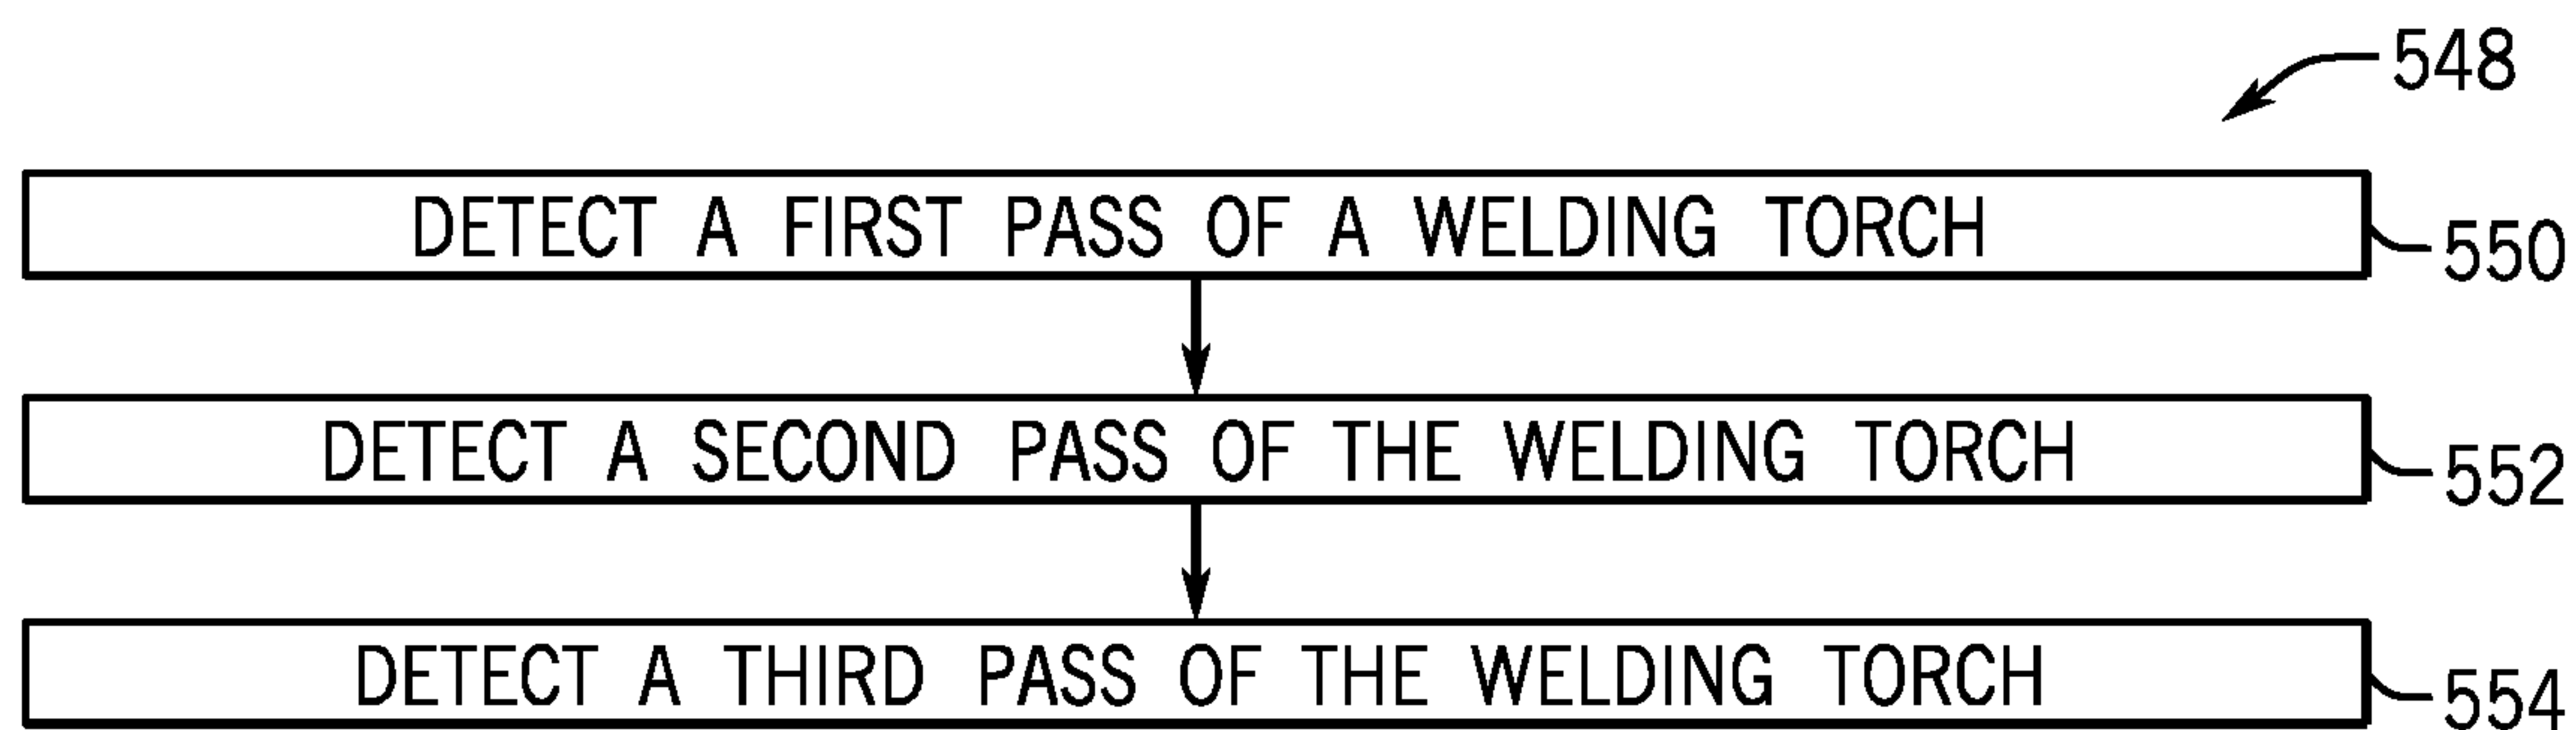 548
DETECT A FIRST PASS OF A WELDING TORCH
550
DETECT A SECOND PASS OF THE WELDING TORCH
552
DETECT A THIRD PASS OF THE WELDING TORCH
554